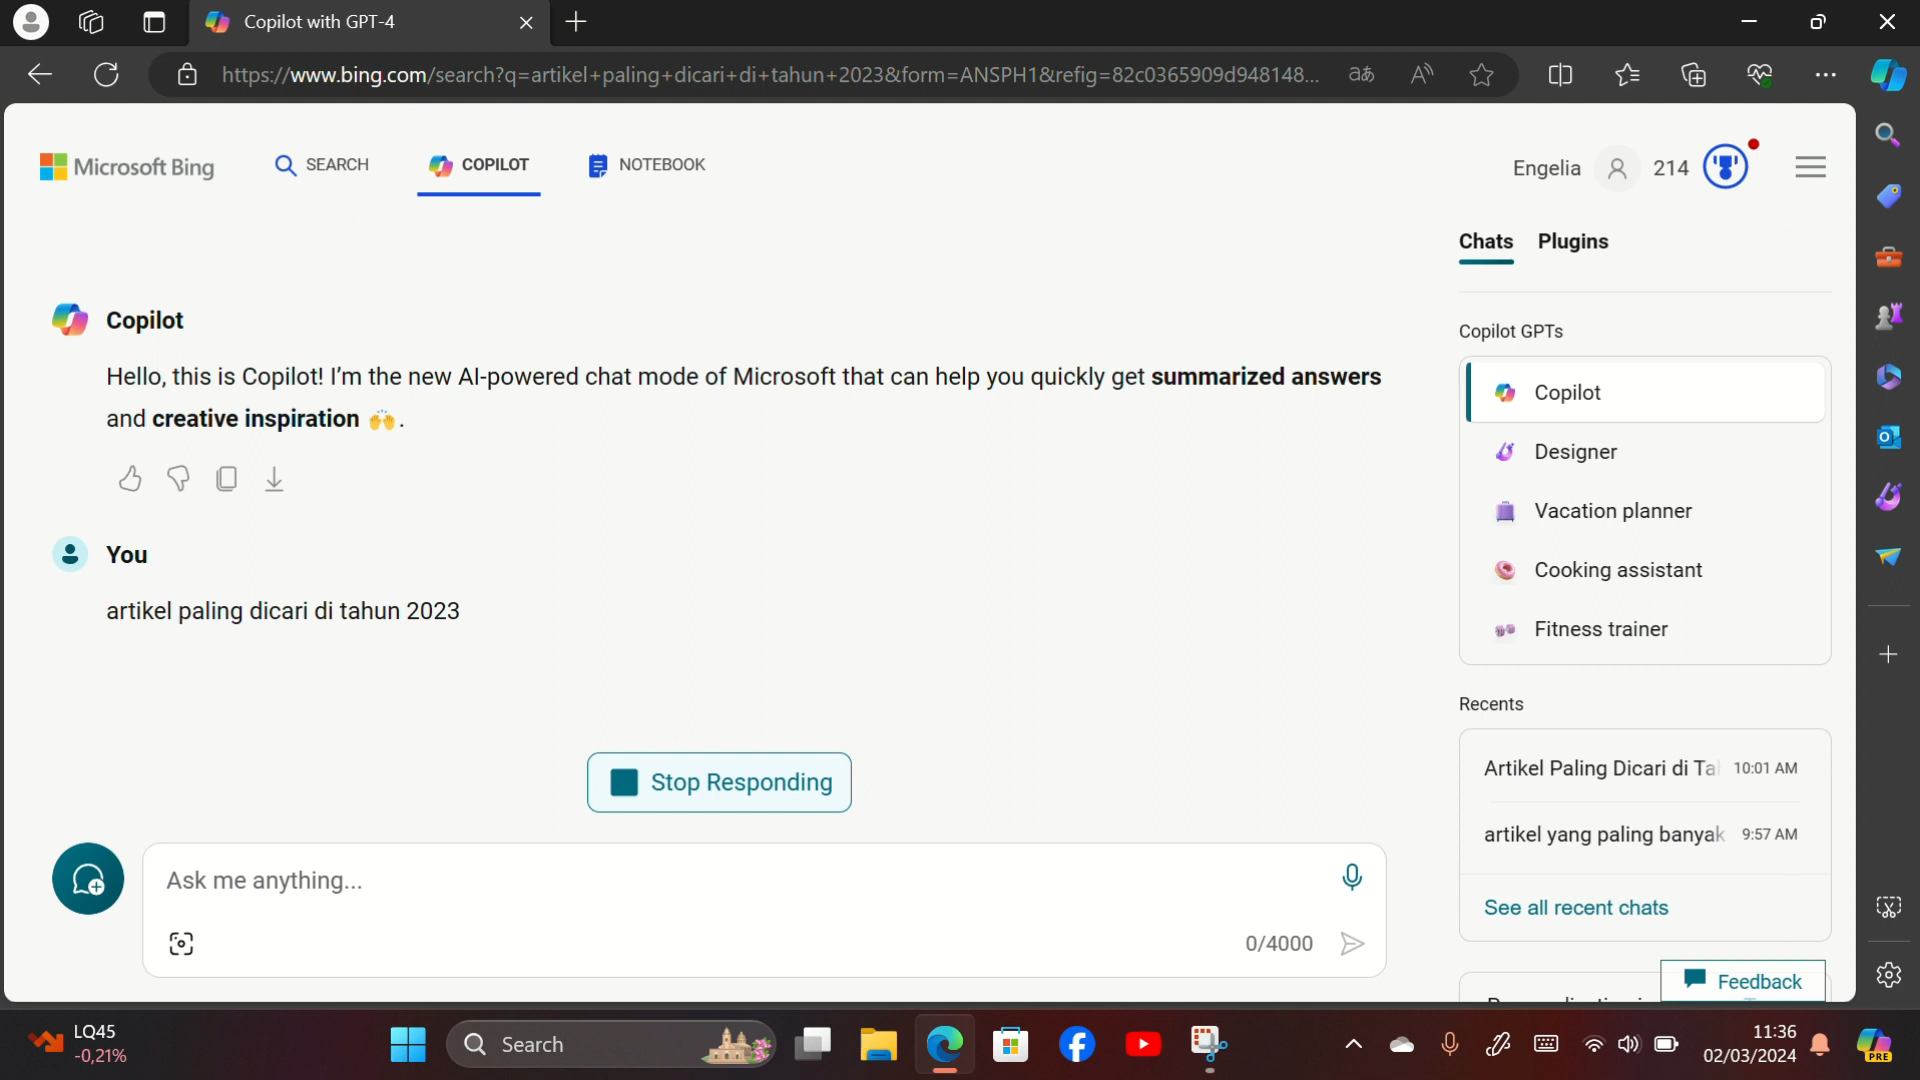 Copilot with GPT-4
https://www.bing.com/search?q=artikel+paling+dicari+di+tahun+2023&form=ANSPH1&refig=82c0365909d948148...
Microsoft Bing
SEARCH
COPILOT
NOTEBOOK
Engelia
214
Chats
Plugins
Copilot
Hello, this is Copilot! I'm the new AI-powered chat mode of Microsoft that can help you quickly get summarized answers
and creative inspiration 🙌.
You
artikel paling dicari di tahun 2023
Stop Responding
Ask me anything...
0/4000
Copilot GPTs
Copilot
Designer
Vacation planner
Cooking assistant
Fitness trainer
Recents
Artikel Paling Dicari di Ta 10:01 AM
artikel yang paling banyak 9:57 AM
See all recent chats
Feedback
LQ45
-0,21%
Search
11:36
02/03/2024
PRE